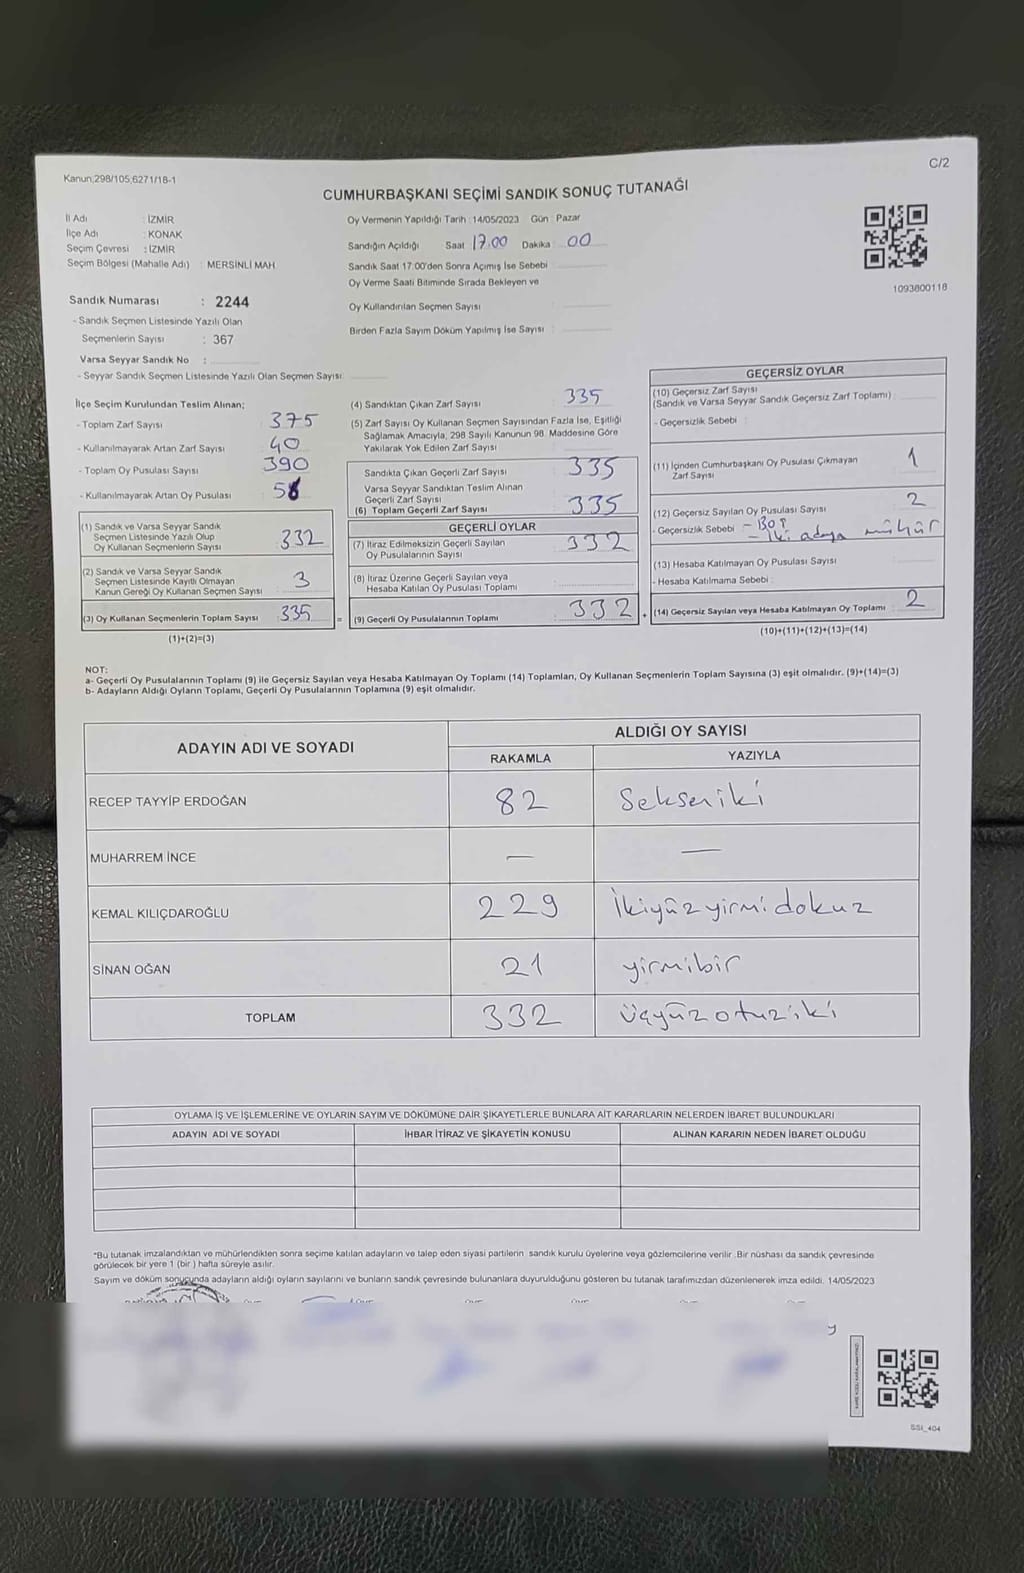 C/2
Kanun;298/105,6271/18-1
CUMHURBAŞKANI SEÇİMİ SANDIK SONUÇ TUTANAĞI
İl Adı : İZMİR
İlçe Adı : KONAK
Seçim Çevresi : İZMİR
Seçim Bölgesi (Mahalle Adı) : MERSİNLİ MAH.
Sandık Numarası : 2244
- Sandık Seçmen Listesinde Yazılı Olan
Seçmenlerin Sayısı : 367
Varsa Seyyar Sandık No :
- Seyyar Sandık Seçmen Listesinde Yazılı Olan Seçmen Sayısı:
Oy Vermenin Yapıldığı Tarih : 14/05/2023 Gün : Pazar
Sandığın Açıldığı Saat 17:00 Dakika : 00
Sandık Saat 17:00'den Sonra Açımış İse Sebebi
Oy Verme Saati Bitiminde Sırada Bekleyen ve
Oy Kullandırılan Seçmen Sayısı
Birden Fazla Sayım Döküm Yapılmış İse Sayısı :
1093800118
İlçe Seçim Kurulundan Teslim Alınan;
- Toplam Zarf Sayısı : 375
- Kullanılmayarak Artan Zarf Sayısı : 40
- Toplam Oy Pusulası Sayısı : 390
- Kullanılmayarak Artan Oy Pusulası :
(1) Sandık ve Varsa Seyyar Sandık
Seçmen Listesinde Yazılı Olup
Oy Kullanan Seçmenlerin Sayısı : 332
(2) Sandık ve Varsa Seyyar Sandık
Seçmen Listesinde Kayıtlı Olmayan
Kanun Gereği Oy Kullanan Seçmen Sayısı : 3
(3) Oy Kullanan Seçmenlerin Toplam Sayısı : 335
(1)+(2)=(3)
=
(4) Sandıktan Çıkan Zarf Sayısı : 335
(5) Zarf Sayısı Oy Kullanan Seçmen Sayısından Fazla İse, Eşitliği
Sağlamak Amacıyla, 298 Sayılı Kanunun 98. Maddesine Göre
Yakılarak Yok Edilen Zarf Sayısı :
Sandıkta Çıkan Geçerli Zarf Sayısı : 335
Varsa Seyyar Sandıktan Teslim Alınan
Geçerli Zarf Sayısı
(6) Toplam Geçerli Zarf Sayısı : 335
GEÇERLİ OYLAR
(7) İtiraz Edilmeksizin Geçerli Sayılan
Oy Pusulalarının Sayısı : 332
(8) İtiraz Üzerine Geçerli Sayılan veya
Hesaba Katılan Oy Pusulası Toplamı :
(9) Geçerli Oy Pusulalarının Toplamı : 332
+
GEÇERSİZ OYLAR
(10) Geçersiz Zarf Sayısı
(Sandık ve Varsa Seyyar Sandık Geçersiz Zarf Toplamı) :
- Geçersizlik Sebebi :
(11) İçinden Cumhurbaşkanı Oy Pusulası Çıkmayan
Zarf Sayısı : 1
(12) Geçersiz Sayılan Oy Pusulası Sayısı : 2
- Geçersizlik Sebebi : - Boş
- İki adaya mühür
(13) Hesaba Katılmayan Oy Pusulası Sayısı :
- Hesaba Katılmama Sebebi :
(14) Geçersiz Sayılan veya Hesaba Katılmayan Oy Toplamı : 2
(10)+(11)+(12)+(13)=(14)
NOT:
a- Geçerli Oy Pusulalarının Toplamı (9) ile Geçersiz Sayılan veya Hesaba Katılmayan Oy Toplamı (14) Toplamları, Oy Kullanan Seçmenlerin Toplam Sayısına (3) eşit olmalıdır. (9)+(14)=(3)
b- Adayların Aldığı Oyların Toplamı, Geçerli Oy Pusulalarının Toplamına (9) eşit olmalıdır.
ADAYIN ADI VE SOYADI
ALDIĞI OY SAYISI
RAKAMLA YAZIYLA
RECEP TAYYİP ERDOĞAN 82 Sekseniki
MUHARREM İNCE — —
KEMAL KILIÇDAROĞLU 229 İkiyüzyirmidokuz
SİNAN OĞAN 21 yirmibir
TOPLAM 332 üçyüzotuziki
OYLAMA İŞ VE İŞLEMLERİNE VE OYLARIN SAYIM VE DÖKÜMÜNE DAİR ŞİKAYETLERLE BUNLARA AİT KARARLARIN NELERDEN İBARET BULUNDUKLARI
ADAYIN ADI VE SOYADI İHBAR İTİRAZ VE ŞİKAYETİN KONUSU ALINAN KARARIN NEDEN İBARET OLDUĞU
*Bu tutanak imzalandıktan ve mühürlendikten sonra seçime katılan adayların ve talep eden siyasi partilerin sandık kurulu üyelerine veya gözlemcilerine verilir. Bir nüshası da sandık çevresinde
görülecek bir yere 1 (bir) hafta süreyle asılır.
Sayım ve döküm sonucunda adayların aldığı oyların sayılarını ve bunların sandık çevresinde bulunanlara duyurulduğunu gösteren bu tutanak tarafımızdan düzenlenerek imza edildi. 14/05/2023
SSI_404